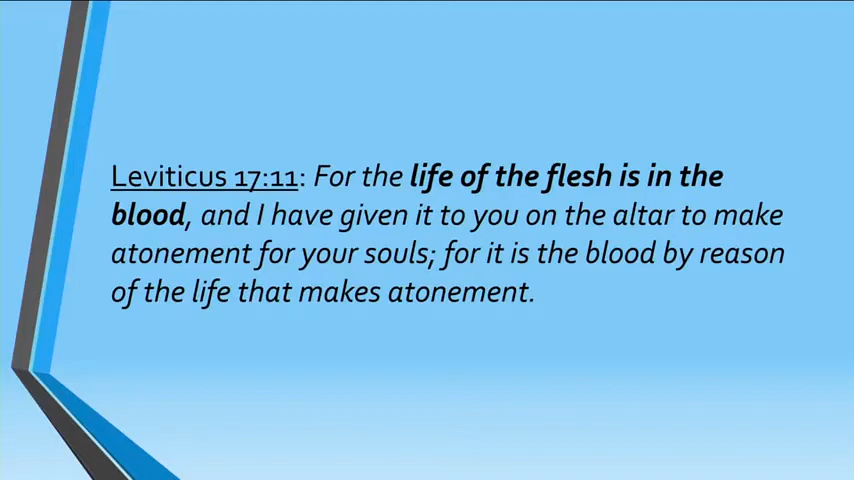 Leviticus 17:11: For the life of the flesh is in the
blood, and I have given it to you on the altar to make
atonement for your souls; for it is the blood by reason
of the life that makes atonement.